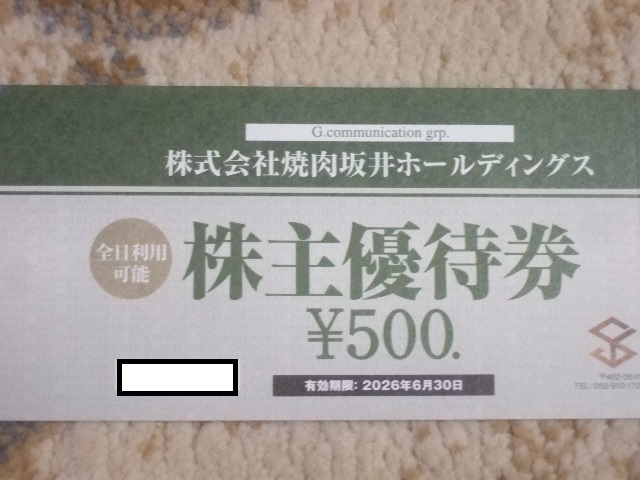 G.communication grp.
株式会社焼肉坂井ホールディングス
全日利用
可能
株主優待券
¥500.
有効期限: 2026年6月30日